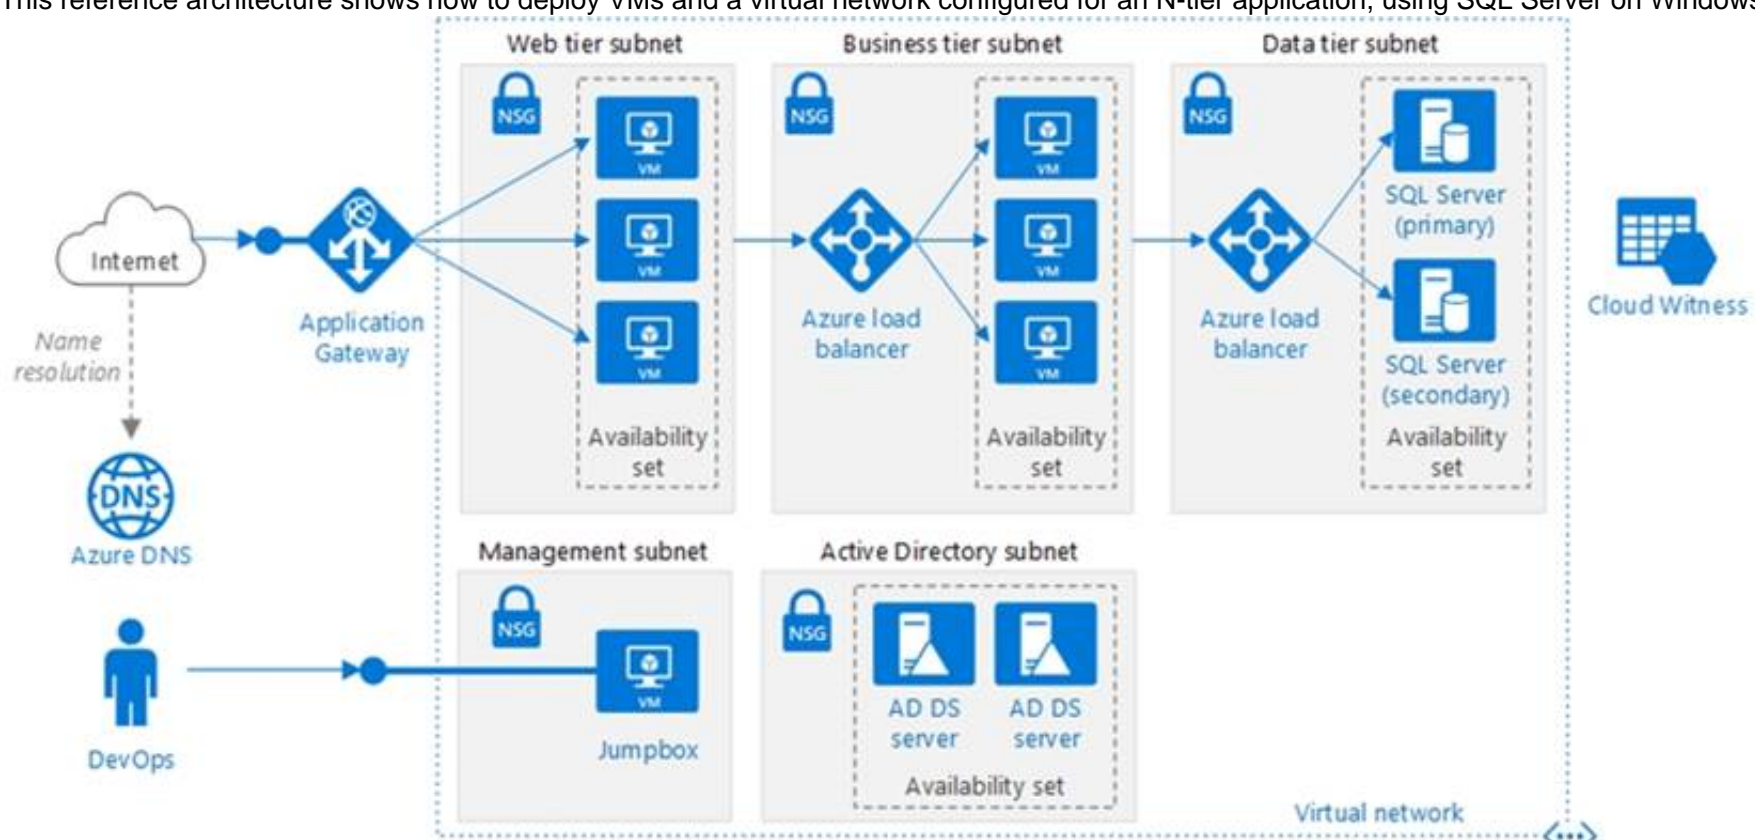 This reference architecture shows how to deploy VMs and a virtual network configured for an N-tier application, using SQL Server on Windows
Web tier subnet
NSG
VM
VM
VM
Availability
set
Business tier subnet
NSG
Azure load
balancer
VM
VM
VM
Availability
set
Data tier subnet
NSG
Azure load
balancer
SQL Server
(primary)
SQL Server
(secondary)
Availability
set
Cloud Witness
Internet
Application
Gateway
Name
resolution
DNS
Azure DNS
Management subnet
NSG
VM
Jumpbox
DevOps
Active Directory subnet
NSG
AD DS
server
AD DS
server
Availability set
Virtual network